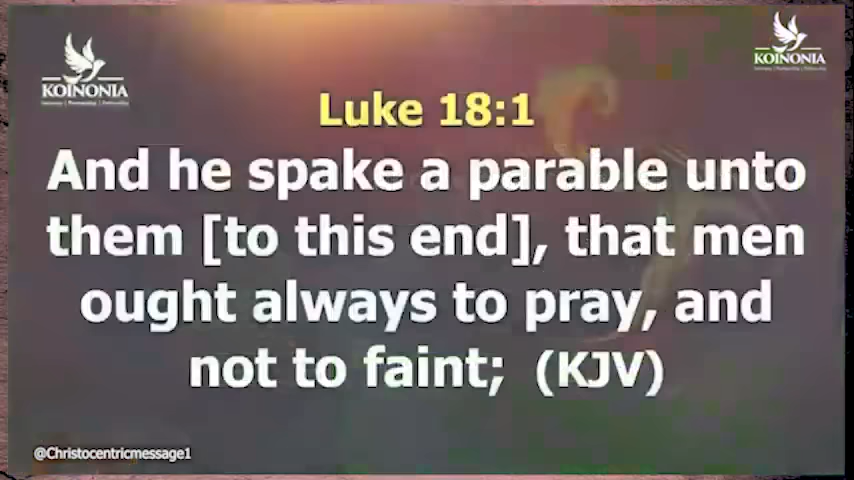 KOINONIA
KOINONIA
Luke 18:1
And he spake a parable unto
them [to this end], that men
ought always to pray, and
not to faint; (KJV)
@Christocentricmessage1